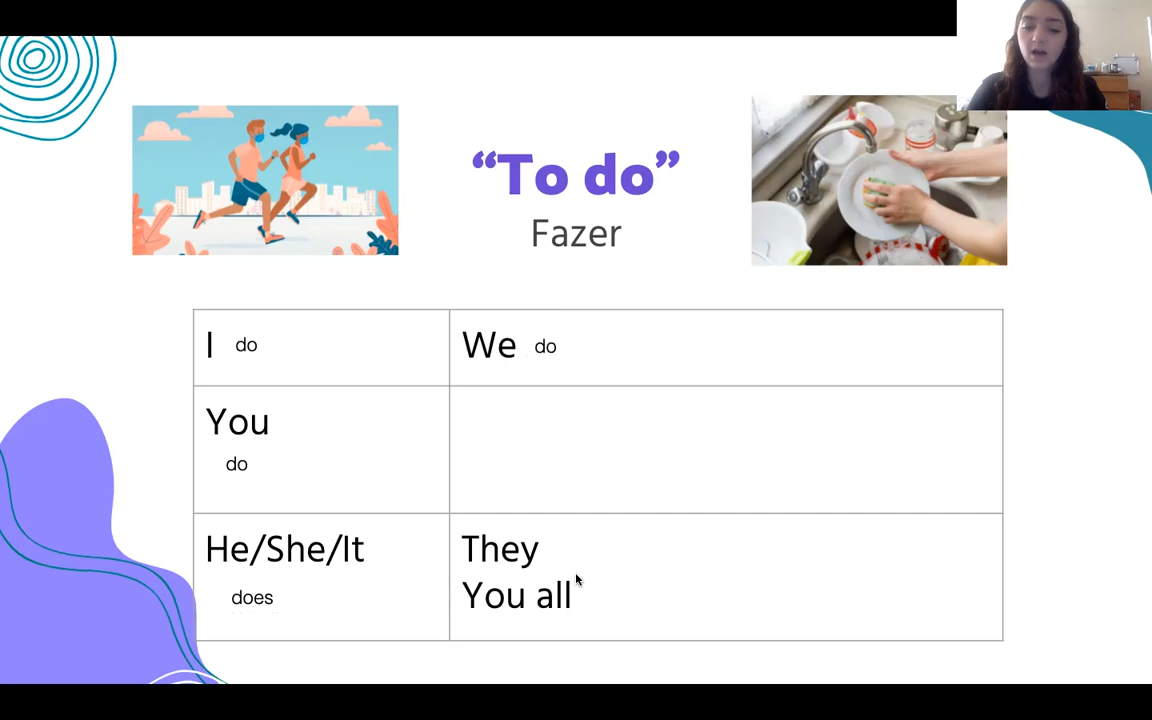 “To do”
Fazer
I do
We do
You
do
He/She/It
does
They
You all